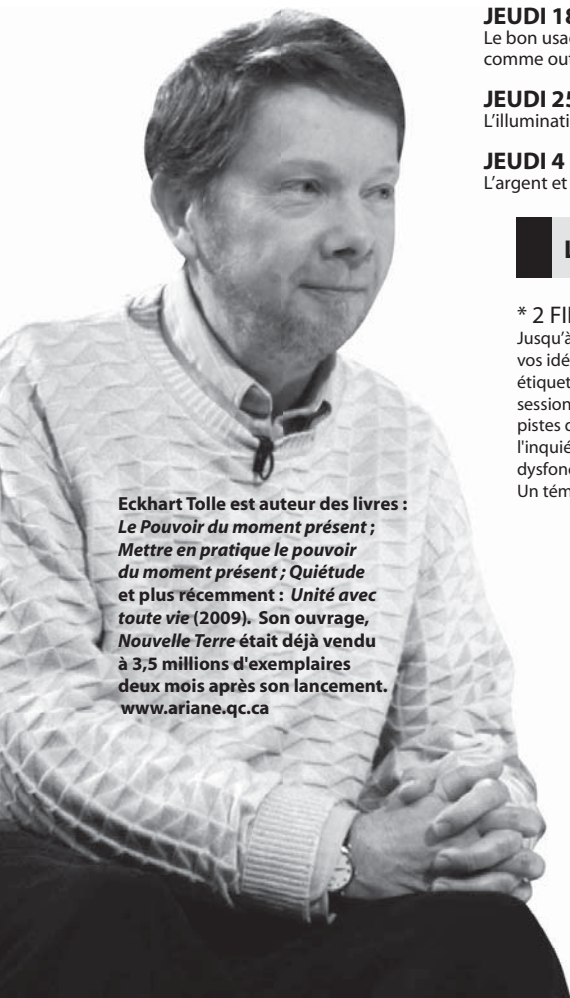 JEUDI 18
Le bon usa
comme ou
JEUDI 25
L'illuminati
JEUDI 4
L'argent et
L
* 2 FI
Jusqu'à
vos idé
étiquet
session
pistes
l'inquié
dysfon
Un tém
Eckhart Tolle est auteur des livres :
Le Pouvoir du moment présent ;
Mettre en pratique le pouvoir
du moment présent ; Quiétude
et plus récemment : Unité avec
toute vie (2009). Son ouvrage,
Nouvelle Terre était déjà vendu
à 3,5 millions d'exemplaires
deux mois après son lancement.
www.ariane.qc.ca